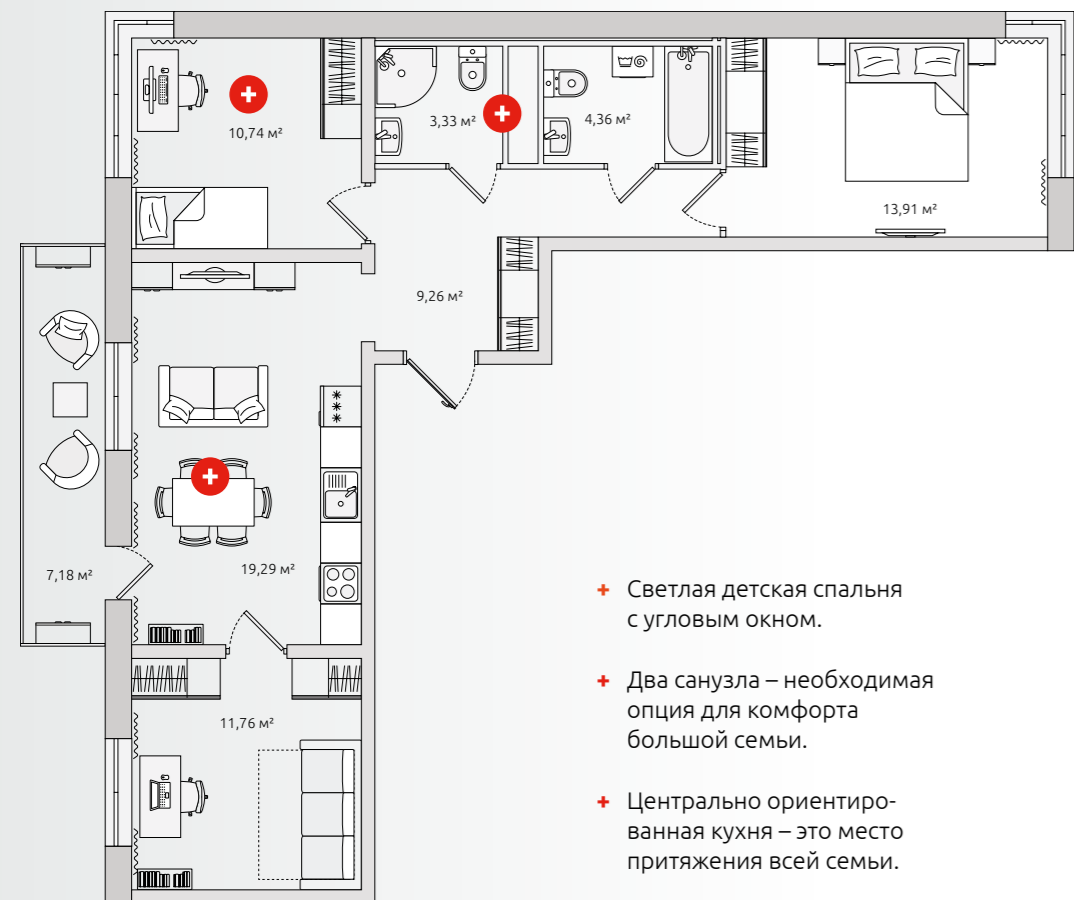 10,74 м²
3,33 м²
4,36 м²
13,91 м²
9,26 м²
7,18 м²
19,29 м²
11,76 м²
+ Светлая детская спальня
с угловым окном.
+ Два санузла – необходимая
опция для комфорта
большой семьи.
+ Центрально ориентиро-
ванная кухня – это место
притяжения всей семьи.